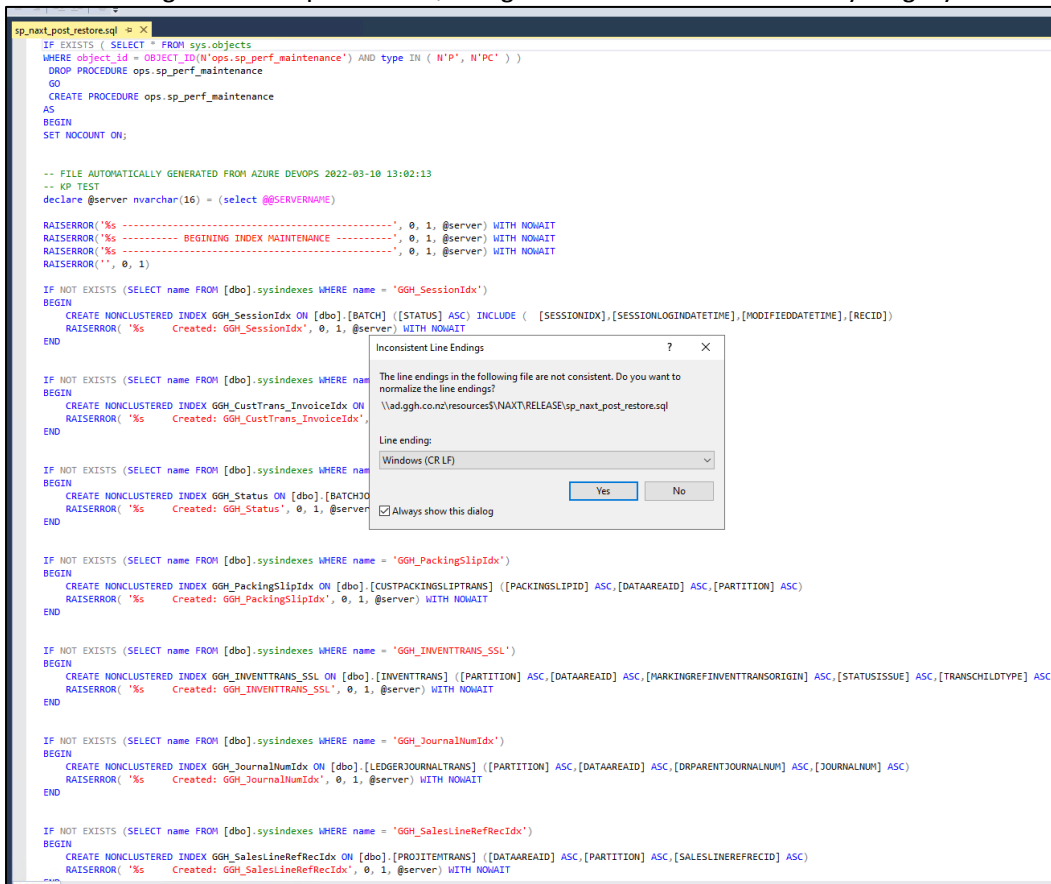 sp_naxt_post_restore.sql
IF EXISTS ( SELECT * FROM sys.objects
WHERE object_id = OBJECT_ID(N'ops.sp_perf_maintenance') AND type IN ( N'P', N'PC' ) )
DROP PROCEDURE ops.sp_perf_maintenance
GO
CREATE PROCEDURE ops.sp_perf_maintenance
AS
BEGIN
SET NOCOUNT ON;
-- FILE AUTOMATICALLY GENERATED FROM AZURE DEVOPS 2022-03-10 13:02:13
-- KP TEST
declare @server nvarchar(16) = (select @@SERVERNAME)
RAISERROR('%s ---------------------------------------------', 0, 1, @server) WITH NOWAIT
RAISERROR('%s ---------- BEGINING INDEX MAINTENANCE ----------', 0, 1, @server) WITH NOWAIT
RAISERROR('%s ---------------------------------------------', 0, 1, @server) WITH NOWAIT
RAISERROR('', 0, 1)
IF NOT EXISTS (SELECT name FROM [dbo].sysindexes WHERE name = 'GGH_SessionIdx')
BEGIN
CREATE NONCLUSTERED INDEX GGH_SessionIdx ON [dbo].[BATCH] ([STATUS] ASC) INCLUDE ( [SESSIONIDX],[SESSIONLOGINDATETIME],[MODIFIEDDATETIME],[RECID])
RAISERROR( '%s Created: GGH_SessionIdx', 0, 1, @server) WITH NOWAIT
END
Inconsistent Line Endings ? X
The line endings in the following file are not consistent. Do you want to
normalize the line endings?
\\ad.ggh.co.nz\resources$\NAXT\RELEASE\sp_naxt_post_restore.sql
Line ending:
Windows (CR LF)
Yes No
Always show this dialog
IF NOT EXISTS (SELECT name FROM [dbo].sysindexes WHERE nam
BEGIN
CREATE NONCLUSTERED INDEX GGH_CustTrans_InvoiceIdx ON
RAISERROR( '%s Created: GGH_CustTrans_InvoiceIdx',
END
IF NOT EXISTS (SELECT name FROM [dbo].sysindexes WHERE nam
BEGIN
CREATE NONCLUSTERED INDEX GGH_Status ON [dbo].[BATCHJO
RAISERROR( '%s Created: GGH_Status', 0, 1, @server
END
IF NOT EXISTS (SELECT name FROM [dbo].sysindexes WHERE name = 'GGH_PackingSlipIdx')
BEGIN
CREATE NONCLUSTERED INDEX GGH_PackingSlipIdx ON [dbo].[CUSTPACKINGSLIPTRANS] ([PACKINGSLIPID] ASC,[DATAAREAID] ASC,[PARTITION] ASC)
RAISERROR( '%s Created: GGH_PackingSlipIdx', 0, 1, @server) WITH NOWAIT
END
IF NOT EXISTS (SELECT name FROM [dbo].sysindexes WHERE name = 'GGH_INVENTTRANS_SSL')
BEGIN
CREATE NONCLUSTERED INDEX GGH_INVENTTRANS_SSL ON [dbo].[INVENTTRANS] ([PARTITION] ASC,[DATAAREAID] ASC,[MARKINGREFINVENTTRANSORIGIN] ASC,[STATUSISSUE] ASC,[TRANSCHILDTYPE] ASC
RAISERROR( '%s Created: GGH_INVENTTRANS_SSL', 0, 1, @server) WITH NOWAIT
END
IF NOT EXISTS (SELECT name FROM [dbo].sysindexes WHERE name = 'GGH_JournalNumIdx')
BEGIN
CREATE NONCLUSTERED INDEX GGH_JournalNumIdx ON [dbo].[LEDGERJOURNALTRANS] ([PARTITION] ASC,[DATAAREAID] ASC,[DRPARENTJOURNALNUM] ASC,[JOURNALNUM] ASC)
RAISERROR( '%s Created: GGH_JournalNumIdx', 0, 1, @server) WITH NOWAIT
END
IF NOT EXISTS (SELECT name FROM [dbo].sysindexes WHERE name = 'GGH_SalesLineRefRecIdx')
BEGIN
CREATE NONCLUSTERED INDEX GGH_SalesLineRefRecIdx ON [dbo].[PROJITEMTRANS] ([DATAAREAID] ASC,[PARTITION] ASC,[SALESLINEREFRECID] ASC)
RAISERROR( '%s Created: GGH_SalesLineRefRecIdx', 0, 1, @server) WITH NOWAIT